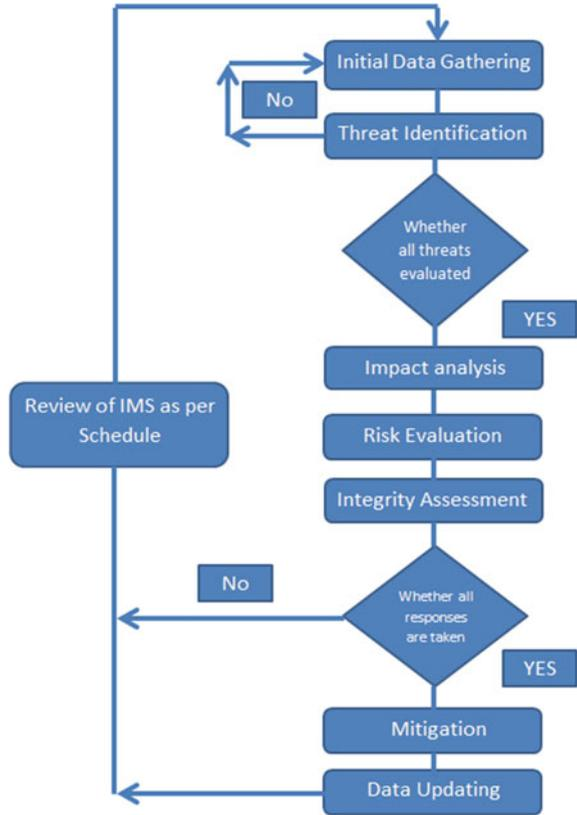 Initial Data Gathering
No
Threat Identification
Whether
all threats
evaluated
YES
Impact analysis
Review of IMS as per
Schedule
Risk Evaluation
Integrity Assessment
No
Whether all
responses
are taken
YES
Mitigation
Data Updating